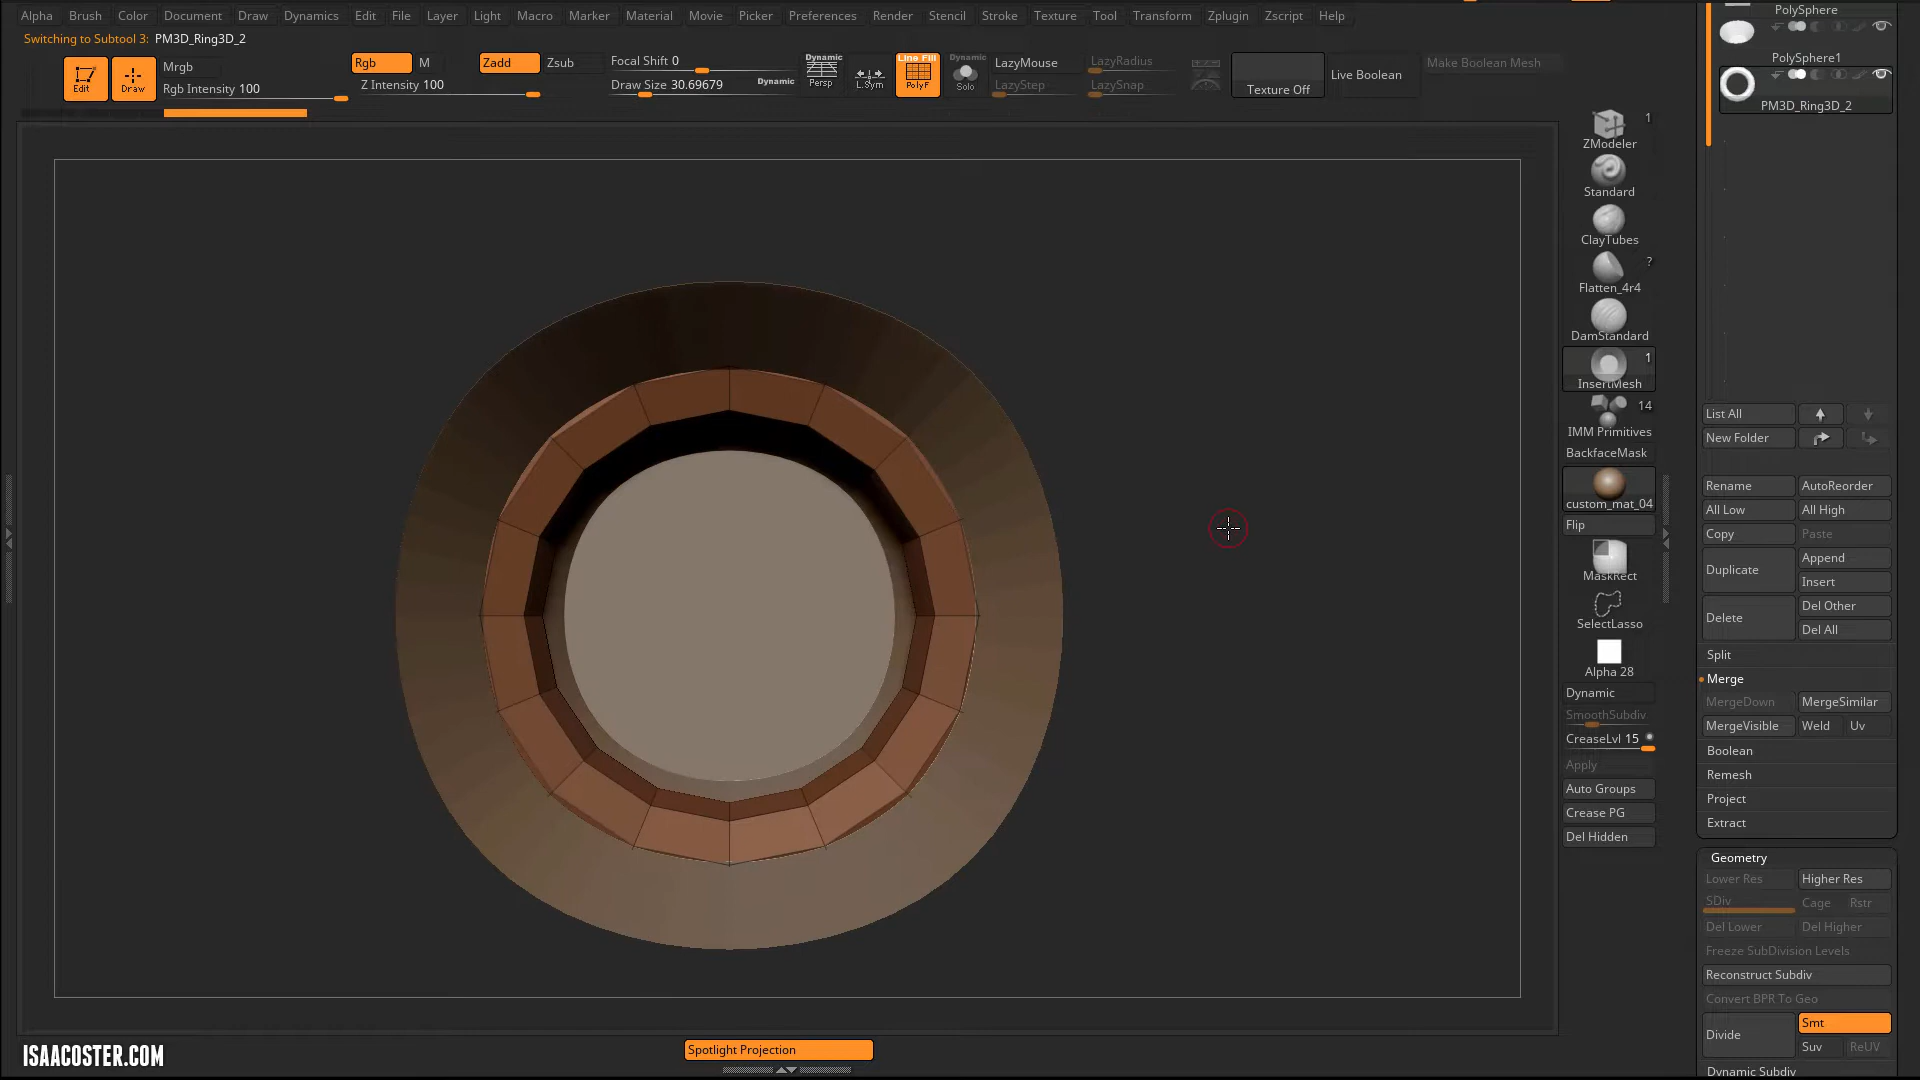 Alpha Brush Color Document Draw Dynamics Edit File Layer Light Macro Marker Material Movie Picker Preferences Render Stencil Stroke Texture Tool Transform Zplugin Zscript Help
Switching to Subtool 3: PM3D_Ring3D_2
Edit
Draw
Mrgb
Rgb Intensity 100
Rgb
M
Z Intensity 100
Zadd
Zsub
Focal Shift 0
Draw Size 30.69679
Dynamic
Dynamic
Persp
L.Sym
Line Fill
PolyF
Dynamic
Solo
LazyMouse
LazyStep
LazyRadius
LazySnap
Texture Off
Live Boolean
Make Boolean Mesh
1
ZModeler
Standard
ClayTubes
?
Flatten_4r4
DamStandard
1
InsertMesh
14
IMM Primitives
BackfaceMask
custom_mat_04
Flip
MaskRect
SelectLasso
Alpha 28
Dynamic
SmoothSubdiv
CreaseLvl 15
Apply
Auto Groups
Crease PG
Del Hidden
PolySphere
PolySphere1
PM3D_Ring3D_2
List All
New Folder
Rename AutoReorder
All Low All High
Copy Paste
Duplicate Append
Insert
Delete Del Other
Del All
Split
Merge
MergeDown MergeSimilar
MergeVisible Weld Uv
Boolean
Remesh
Project
Extract
Geometry
Lower Res Higher Res
SDiv Cage Rstr
Del Lower Del Higher
Freeze SubDivision Levels
Reconstruct Subdiv
Convert BPR To Geo
Divide Smt
Suv ReUV
Dynamic Subdiv
Spotlight Projection
ISAACOSTER.COM